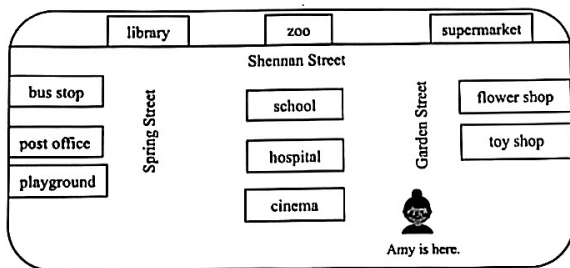 library
zoo
supermarket
Shennan Street
bus stop
Spring Street
school
Garden Street
flower shop
post office
hospital
toy shop
playground
cinema
Amy is here.